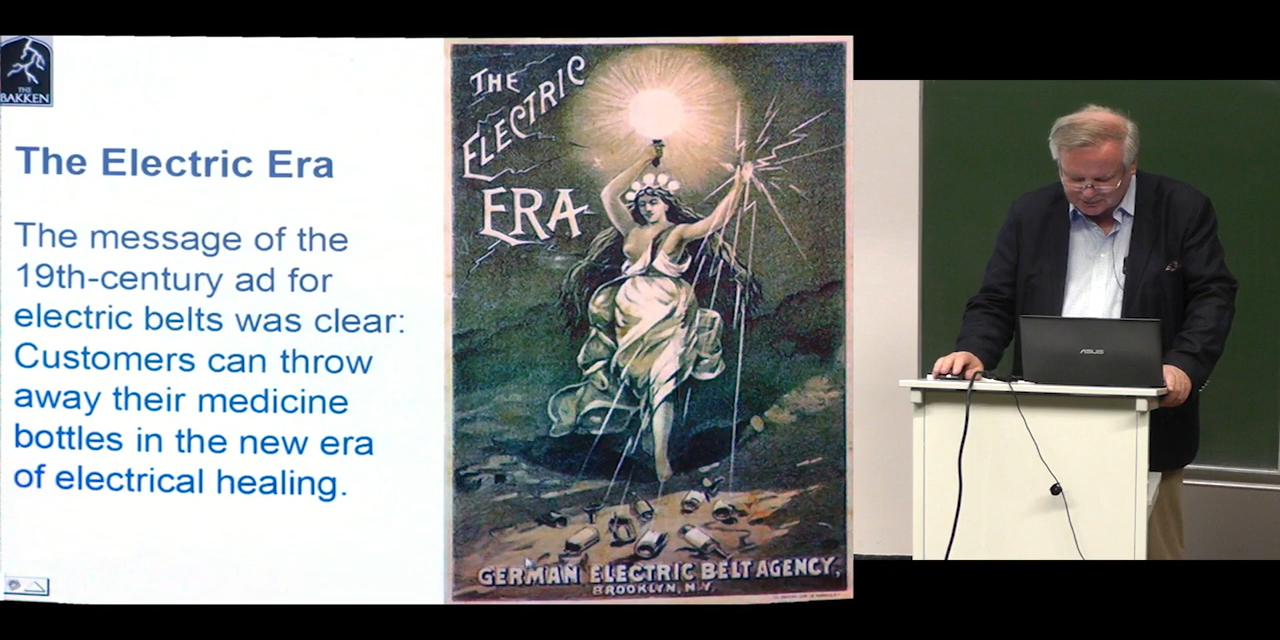 THE
BAKKEN
The Electric Era
The message of the
19th-century ad for
electric belts was clear:
Customers can throw
away their medicine
bottles in the new era
of electrical healing.
THE
ELECTRIC
ERA
GERMAN ELECTRIC BELT AGENCY,
BROOKLYN, N.Y.
ASUS